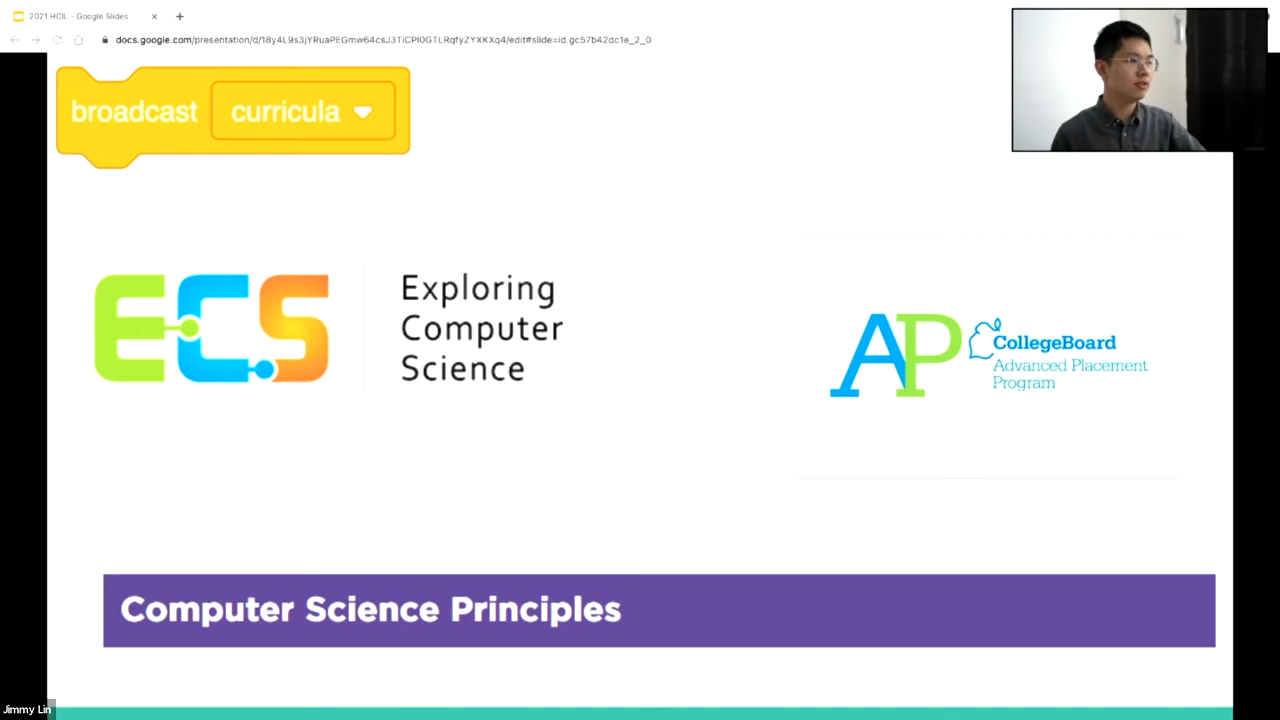 2021 HCIL - Google Slides
docs.google.com/presentation/d/18y4L9s3jYRuaPEGmw64csJ3TiCPI0GTLRqfyZYXKXq4/edit#slide=id.gc57b42dc1e_2_0
broadcast curricula
ECS
Exploring
Computer
Science
AP
CollegeBoard
Advanced Placement
Program
Computer Science Principles
Jimmy Lin